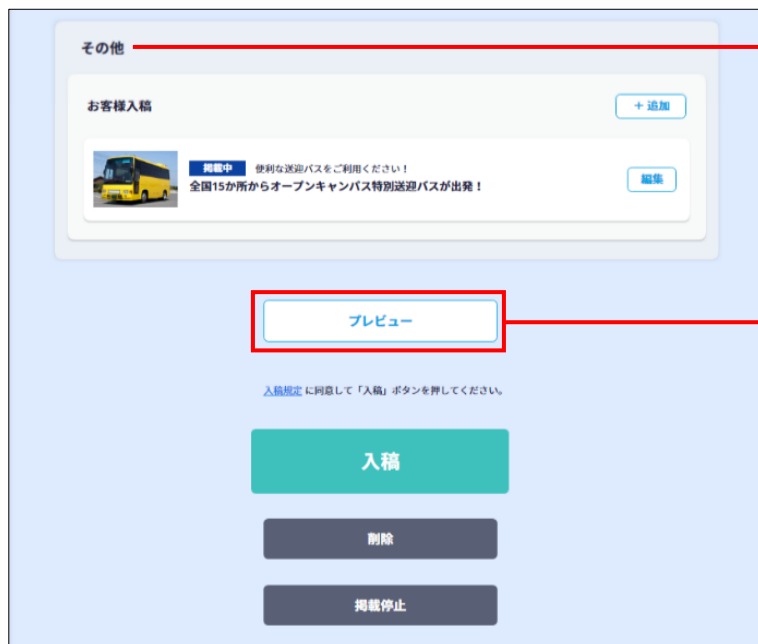 その他
お客様入稿
+ 追加
掲載中 便利な送迎バスをご利用ください！
全国15か所からオープンキャンパス特別送迎バスが出発！
編集
プレビュー
入稿規定 に同意して「入稿」ボタンを押してください。
入稿
削除
掲載停止